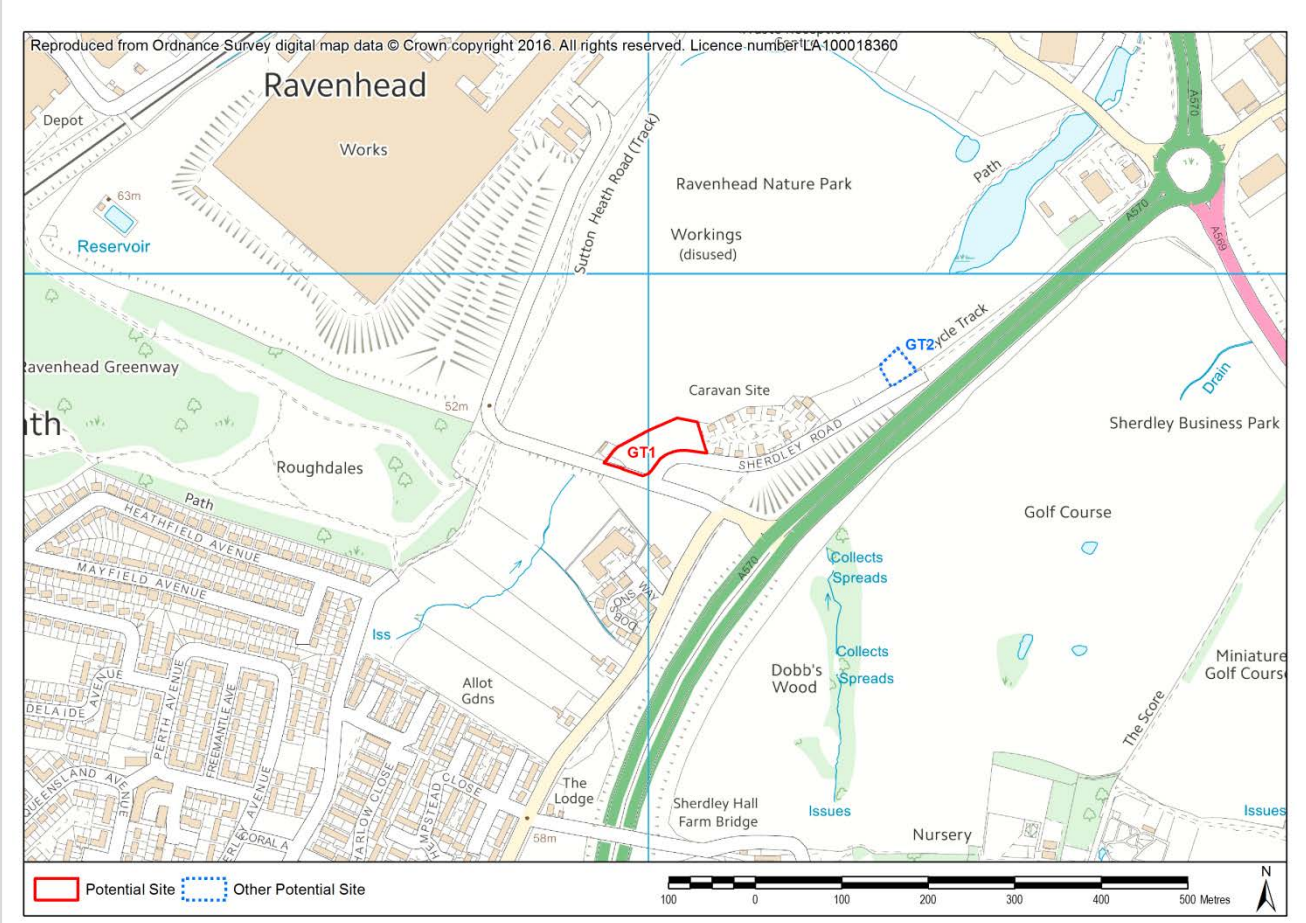 Reproduced from Ordnance Survey digital map data © Crown copyright 2016. All rights reserved. Licence number LA100018360
Ravenhead
Depot
Works
63m
Reservoir
Sutton Heath Road (Track)
Ravenhead Nature Park
Workings
(disused)
Path
A570
A570
A569
Cycle Track
GT2
Drain
Sherdley Business Park
Ravenhead Greenway
52m
Caravan Site
GT1
SHERDLEY ROAD
Roughdales
Path
HEATHFIELD AVENUE
MAYFIELD AVENUE
Golf Course
Collects
Spreads
A570
DOBSONS WAY
Iss
Collects
Spreads
Dobb's
Wood
Miniature
Golf Course
Allot
Gdns
AVENUE
PERTH AVENUE
FREEMANTLE AVE
The Score
QUEENSLAND AVENUE
HARLOW CLOSE
HEMPSTEAD
CLOSE
The
Lodge
Sherdley Hall
Farm Bridge
Issues
Issues
Nursery
58m
Potential Site
Other Potential Site
100 0 100 200 300 400 500 Metres
N